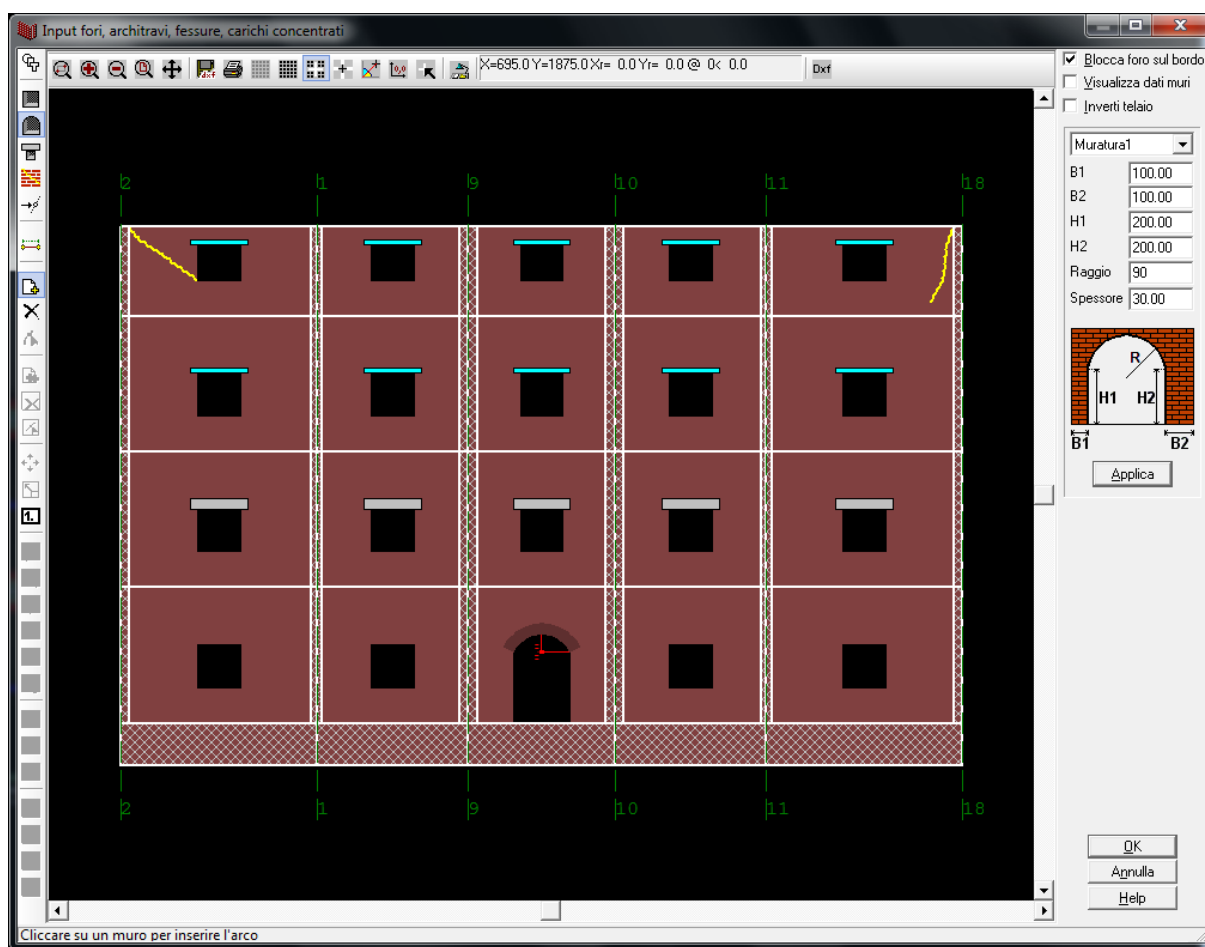 Input fori, architravi, fessure, carichi concentrati
X=695.0 Y=1875.0 Xr= 0.0 Yr= 0.0 @ 0< 0.0
Dxf
Blocca foro sul bordo
Visualizza dati muri
Inverti telaio
Muratura1
B1 100.00
B2 100.00
H1 200.00
H2 200.00
Raggio 90
Spessore 30.00
R
H1 H2
B1 B2
Applica
2 1 9 10 11 18
2 1 9 10 11 18
1.
OK
Annulla
Help
Cliccare su un muro per inserire l'arco